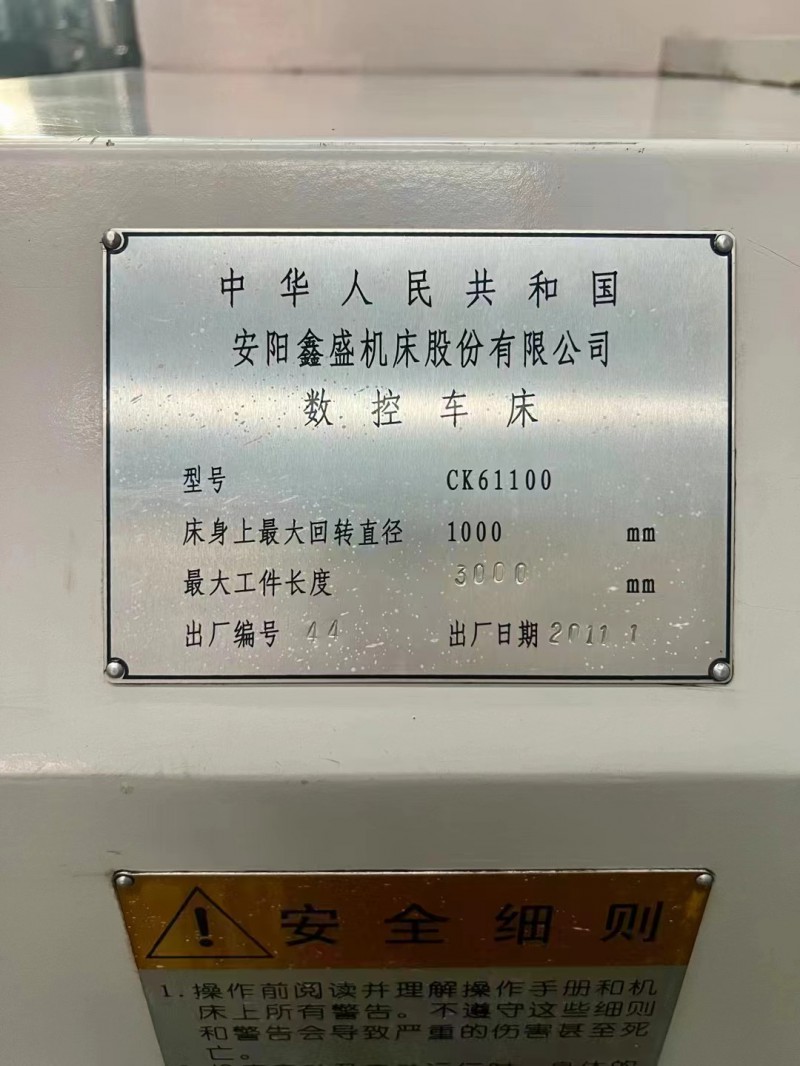 中华人民共和国
安阳鑫盛机床股份有限公司
数控车床
型号 CK61100
床身上最大回转直径 1000 mm
最大工件长度 3000 mm
出厂编号 44 出厂日期 2011 1
安全细则
1.操作前阅读并理解操作手册和机
床上所有警告。不遵守这些细则
和警告会导致严重的伤害甚至死
亡。